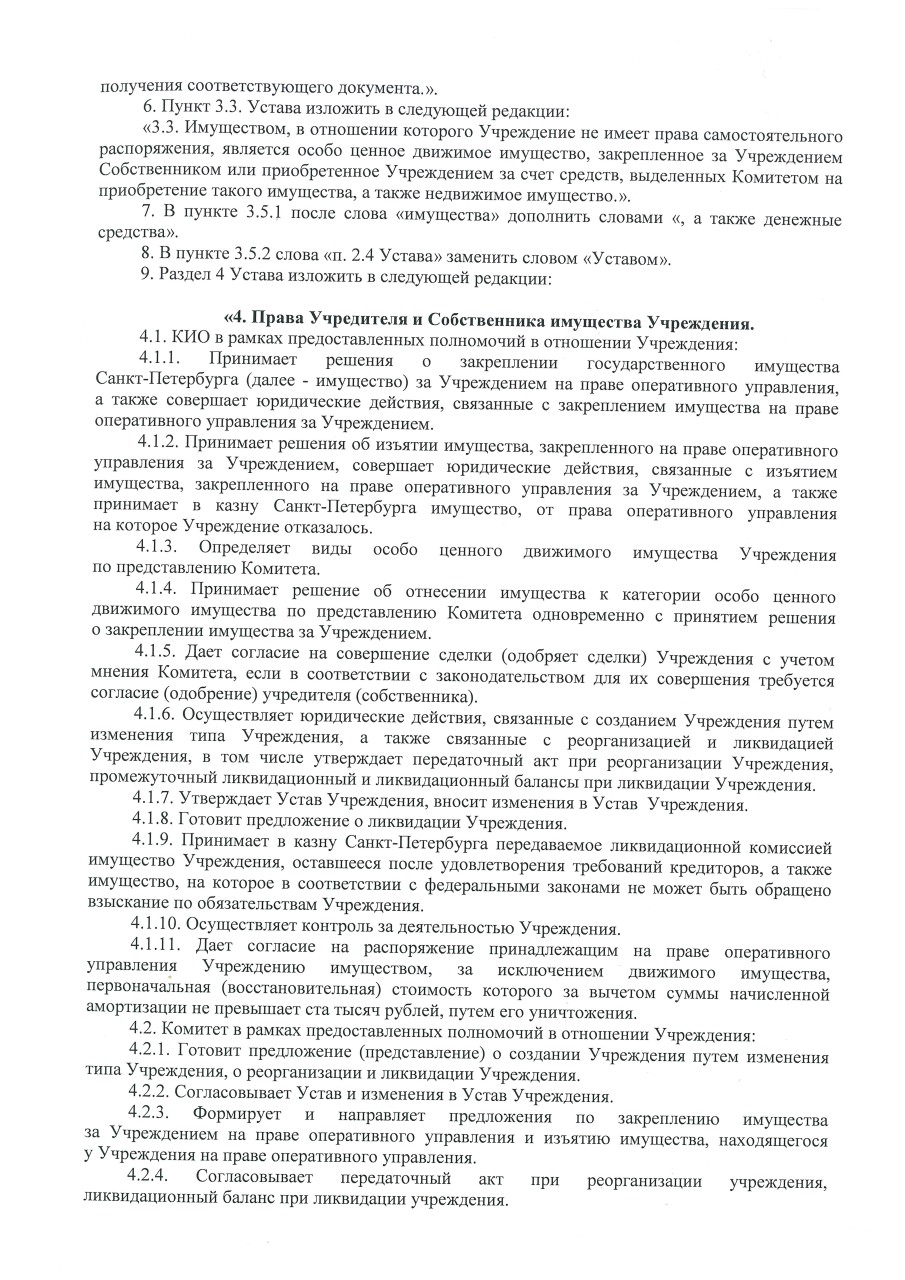 получения соответствующего документа.».
6. Пункт 3.3. Устава изложить в следующей редакции:
«3.3. Имуществом, в отношении которого Учреждение не имеет права самостоятельного
распоряжения, является особо ценное движимое имущество, закрепленное за Учреждением
Собственником или приобретенное Учреждением за счет средств, выделенных Комитетом на
приобретение такого имущества, а также недвижимое имущество.».
7. В пункте 3.5.1 после слова «имущества» дополнить словами «, а также денежные
средства».
8. В пункте 3.5.2 слова «п. 2.4 Устава» заменить словом «Уставом».
9. Раздел 4 Устава изложить в следующей редакции:
«4. Права Учредителя и Собственника имущества Учреждения.
4.1. КИО в рамках предоставленных полномочий в отношении Учреждения:
4.1.1. Принимает решения о закреплении государственного имущества
Санкт-Петербурга (далее - имущество) за Учреждением на праве оперативного управления,
а также совершает юридические действия, связанные с закреплением имущества на праве
оперативного управления за Учреждением.
4.1.2. Принимает решения об изъятии имущества, закрепленного на праве оперативного
управления за Учреждением, совершает юридические действия, связанные с изъятием
имущества, закрепленного на праве оперативного управления за Учреждением, а также
принимает в казну Санкт-Петербурга имущество, от права оперативного управления
на которое Учреждение отказалось.
4.1.3. Определяет виды особо ценного движимого имущества Учреждения
по представлению Комитета.
4.1.4. Принимает решение об отнесении имущества к категории особо ценного
движимого имущества по представлению Комитета одновременно с принятием решения
о закреплении имущества за Учреждением.
4.1.5. Дает согласие на совершение сделки (одобряет сделки) Учреждения с учетом
мнения Комитета, если в соответствии с законодательством для их совершения требуется
согласие (одобрение) учредителя (собственника).
4.1.6. Осуществляет юридические действия, связанные с созданием Учреждения путем
изменения типа Учреждения, а также связанные с реорганизацией и ликвидацией
Учреждения, в том числе утверждает передаточный акт при реорганизации Учреждения,
промежуточный ликвидационный и ликвидационный балансы при ликвидации Учреждения.
4.1.7. Утверждает Устав Учреждения, вносит изменения в Устав Учреждения.
4.1.8. Готовит предложение о ликвидации Учреждения.
4.1.9. Принимает в казну Санкт-Петербурга передаваемое ликвидационной комиссией
имущество Учреждения, оставшееся после удовлетворения требований кредиторов, а также
имущество, на которое в соответствии с федеральными законами не может быть обращено
взыскание по обязательствам Учреждения.
4.1.10. Осуществляет контроль за деятельностью Учреждения.
4.1.11. Дает согласие на распоряжение принадлежащим на праве оперативного
управления Учреждению имуществом, за исключением движимого имущества,
первоначальная (восстановительная) стоимость которого за вычетом суммы начисленной
амортизации не превышает ста тысяч рублей, путем его уничтожения.
4.2. Комитет в рамках предоставленных полномочий в отношении Учреждения:
4.2.1. Готовит предложение (представление) о создании Учреждения путем изменения
типа Учреждения, о реорганизации и ликвидации Учреждения.
4.2.2. Согласовывает Устав и изменения в Устав Учреждения.
4.2.3. Формирует и направляет предложения по закреплению имущества
за Учреждением на праве оперативного управления и изъятию имущества, находящегося
у Учреждения на праве оперативного управления.
4.2.4. Согласовывает передаточный акт при реорганизации учреждения,
ликвидационный баланс при ликвидации учреждения.